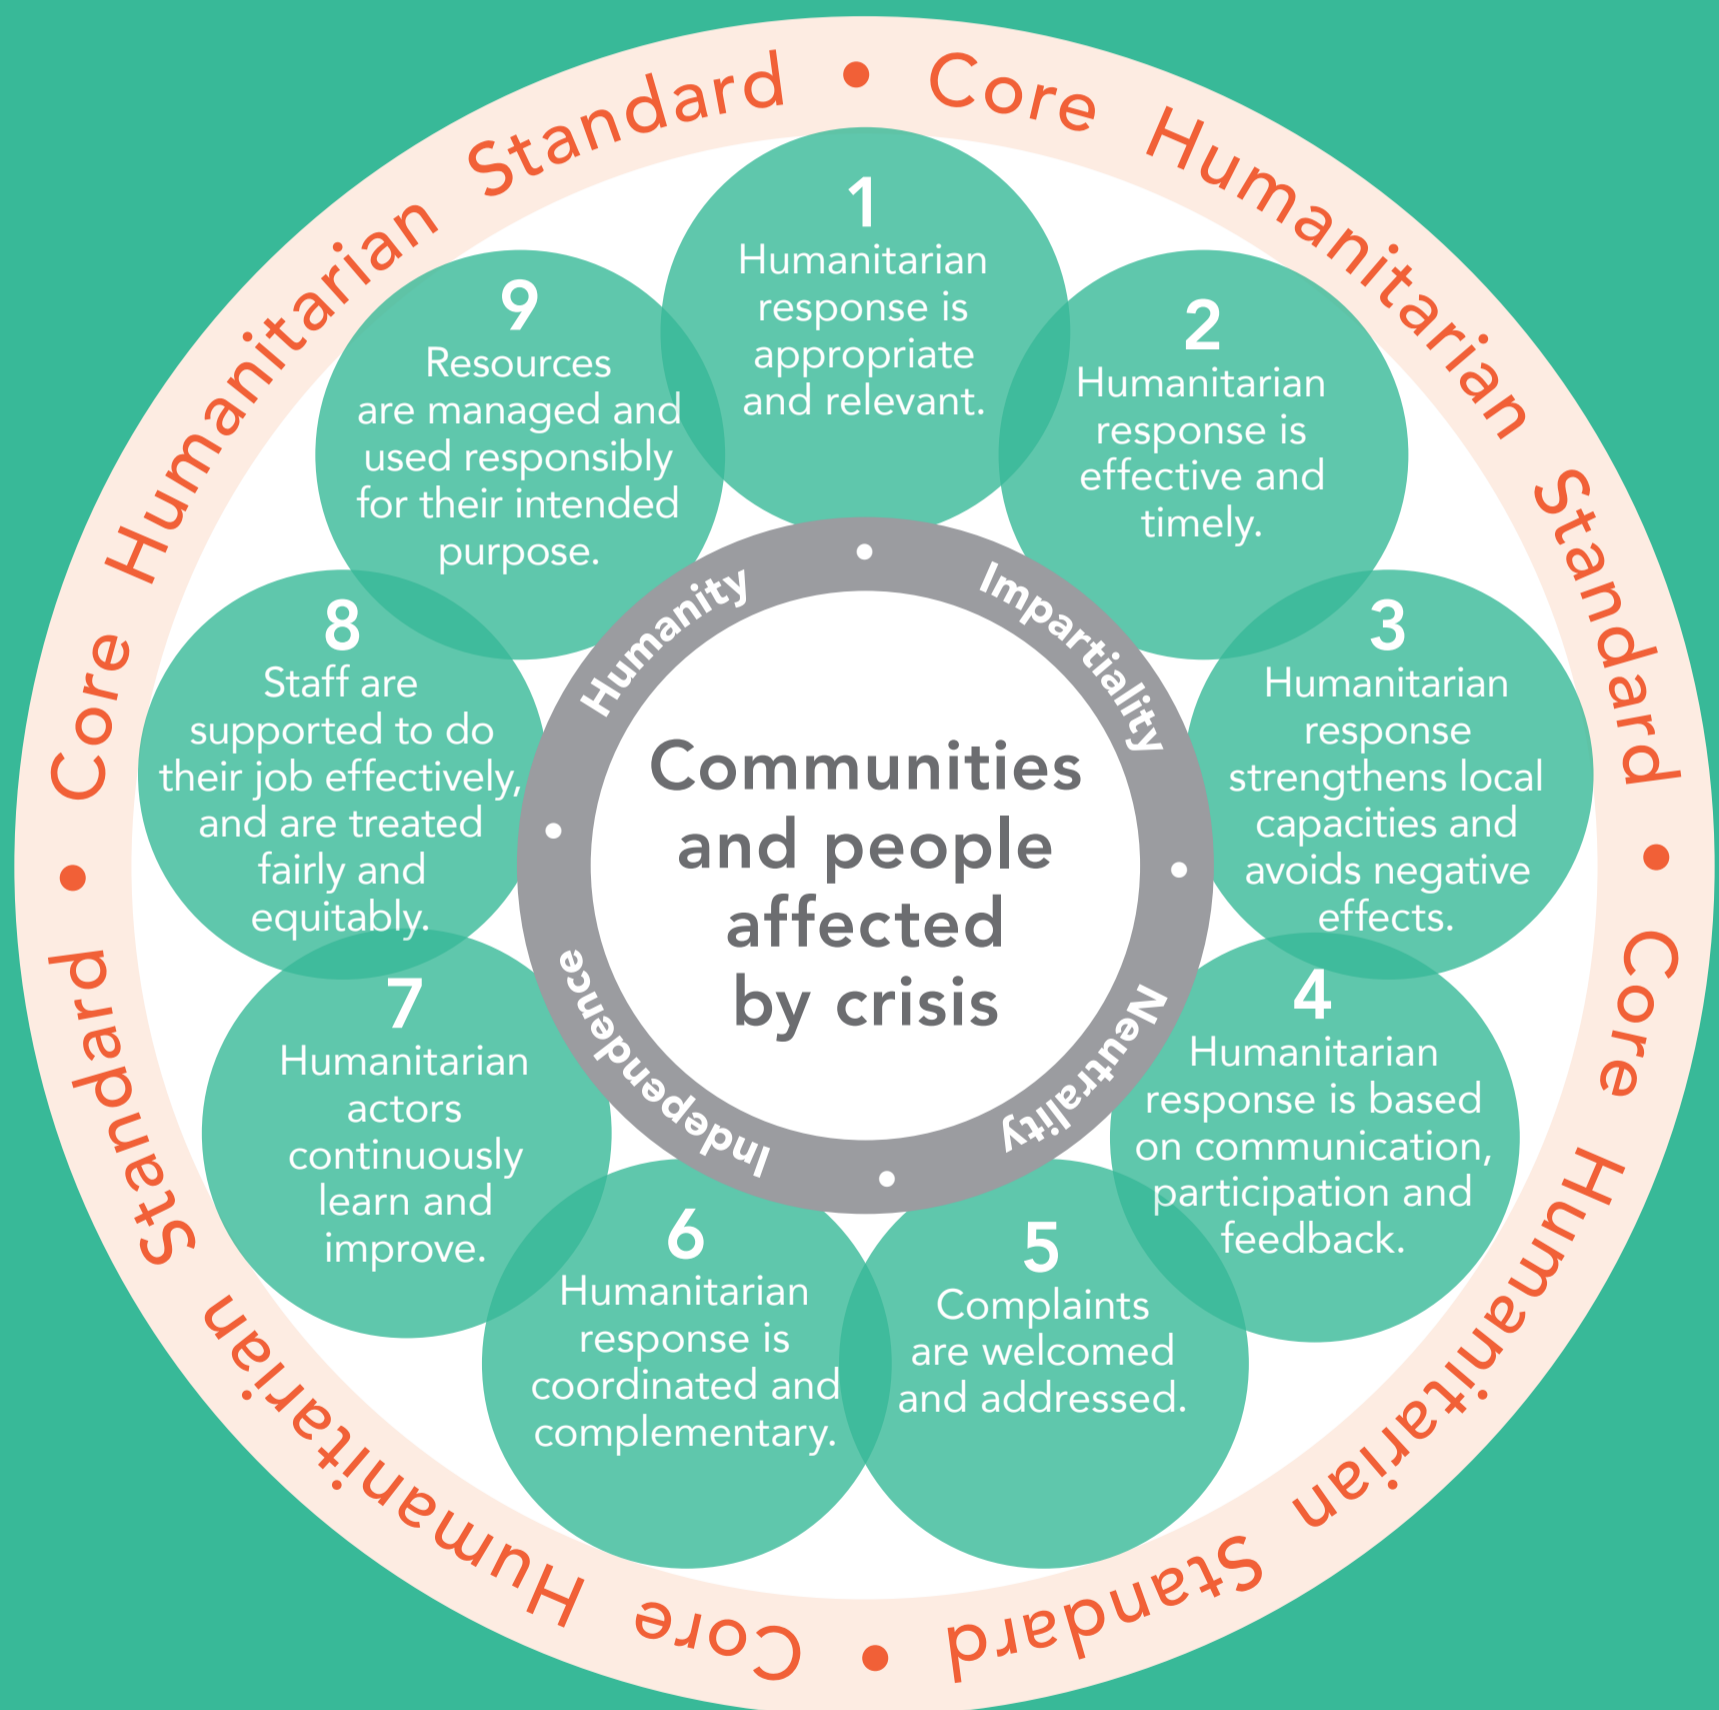 Core Humanitarian Standard • Core Humanitarian Standard • Core Humanitarian Standard • Core Humanitarian Standard •
1
Humanitarian
response is
appropriate
and relevant.
2
Humanitarian
response is
effective and
timely.
3
Humanitarian
response
strengthens local
capacities and
avoids negative
effects.
4
Humanitarian
response is based
on communication,
participation and
feedback.
5
Complaints
are welcomed
and addressed.
6
Humanitarian
response is
coordinated and
complementary.
7
Humanitarian
actors
continuously
learn and
improve.
8
Staff are
supported to do
their job effectively,
and are treated
fairly and
equitably.
9
Resources
are managed and
used responsibly
for their intended
purpose.
Humanity • Impartiality • Neutrality • Independence •
Communities
and people
affected
by crisis